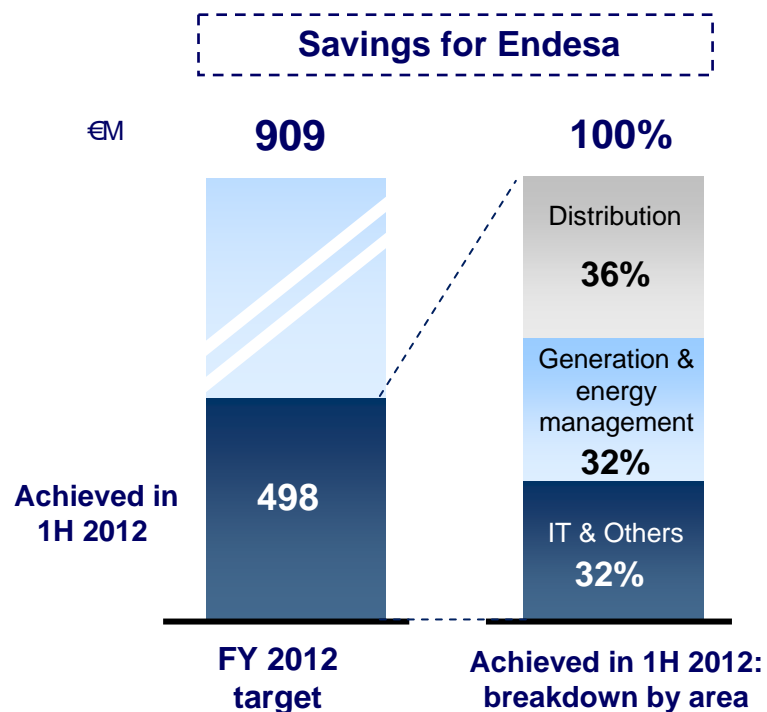 Savings for Endesa
€M
909
100%
Distribution
36%
Generation &
energy
management
32%
Achieved in
1H 2012
498
IT & Others
32%
FY 2012
target
Achieved in 1H 2012:
breakdown by area